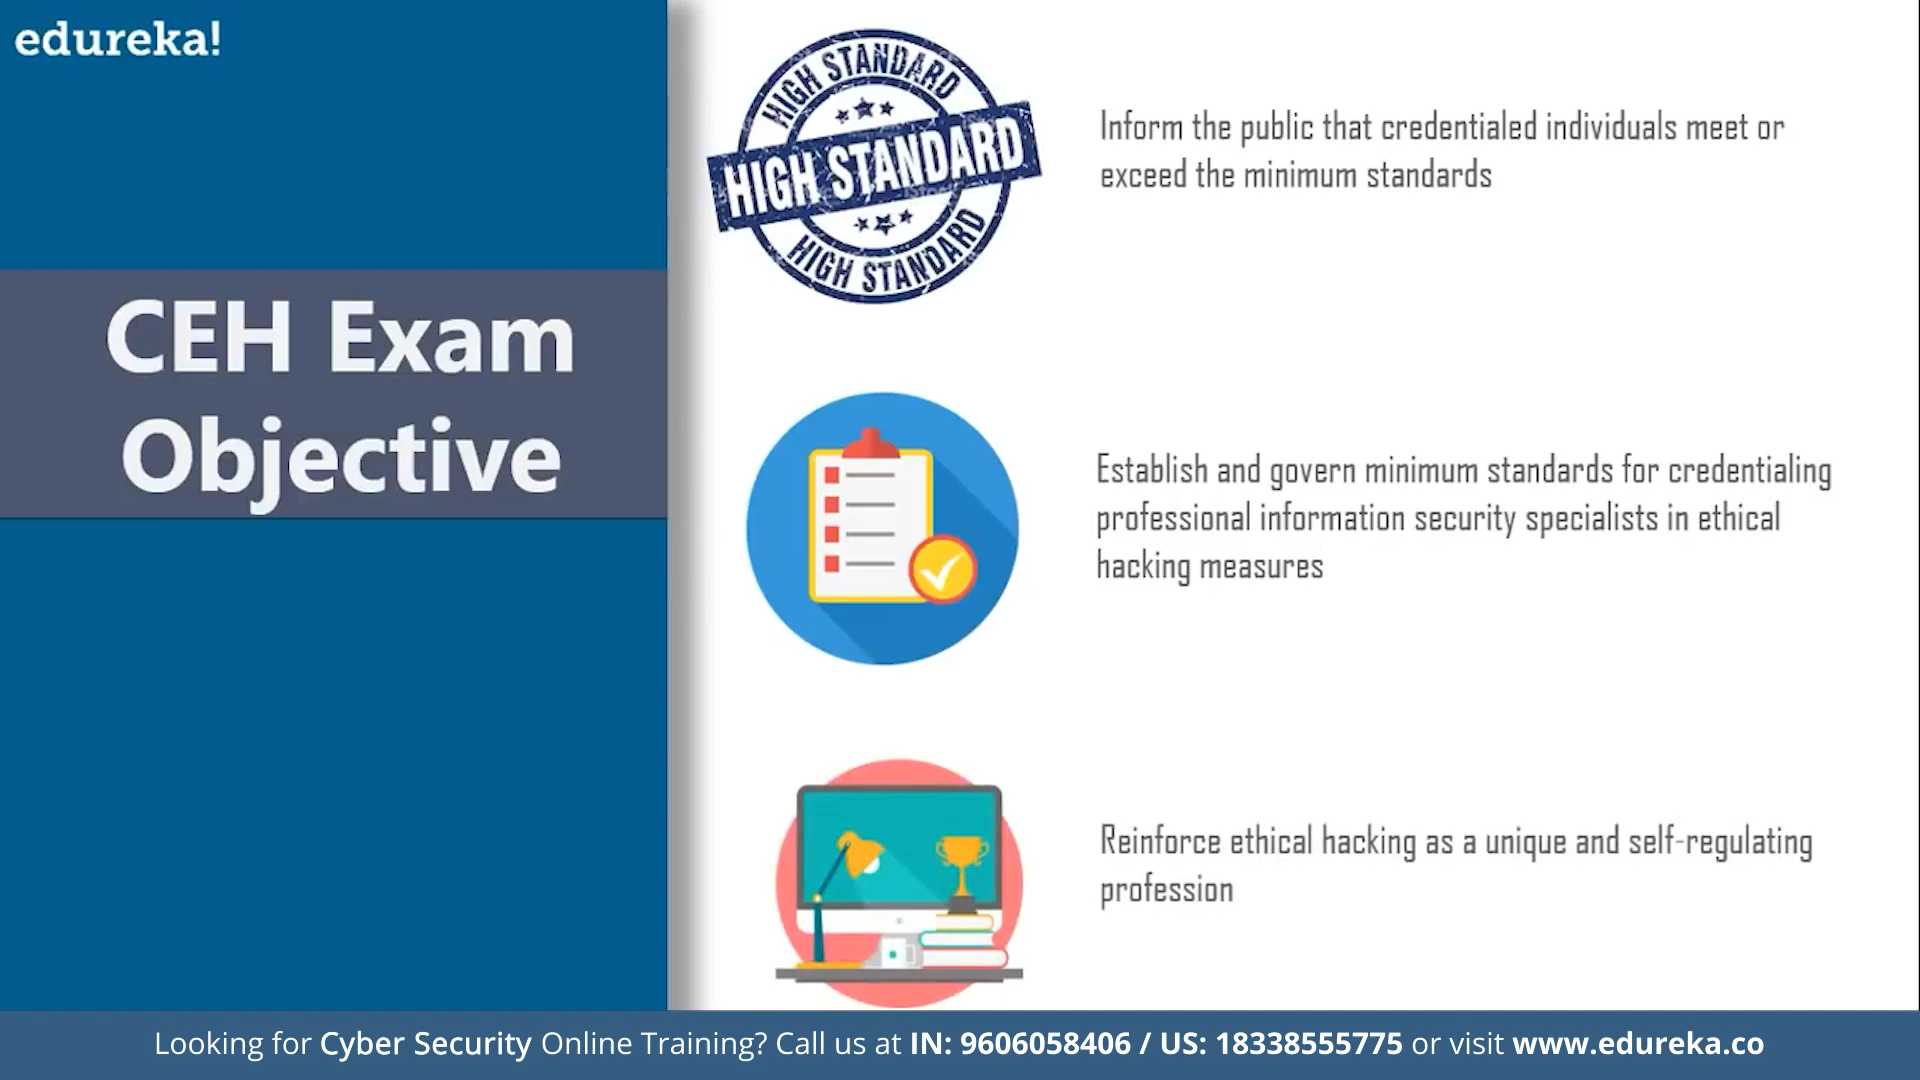 edureka!
CEH Exam
Objective
HIGH STANDARD
HIGH STANDARD
HIGH STANDARD
Inform the public that credentialed individuals meet or
exceed the minimum standards
Establish and govern minimum standards for credentialing
professional information security specialists in ethical
hacking measures
Reinforce ethical hacking as a unique and self-regulating
profession
Looking for Cyber Security Online Training? Call us at IN: 9606058406 / US: 18338555775 or visit www.edureka.co